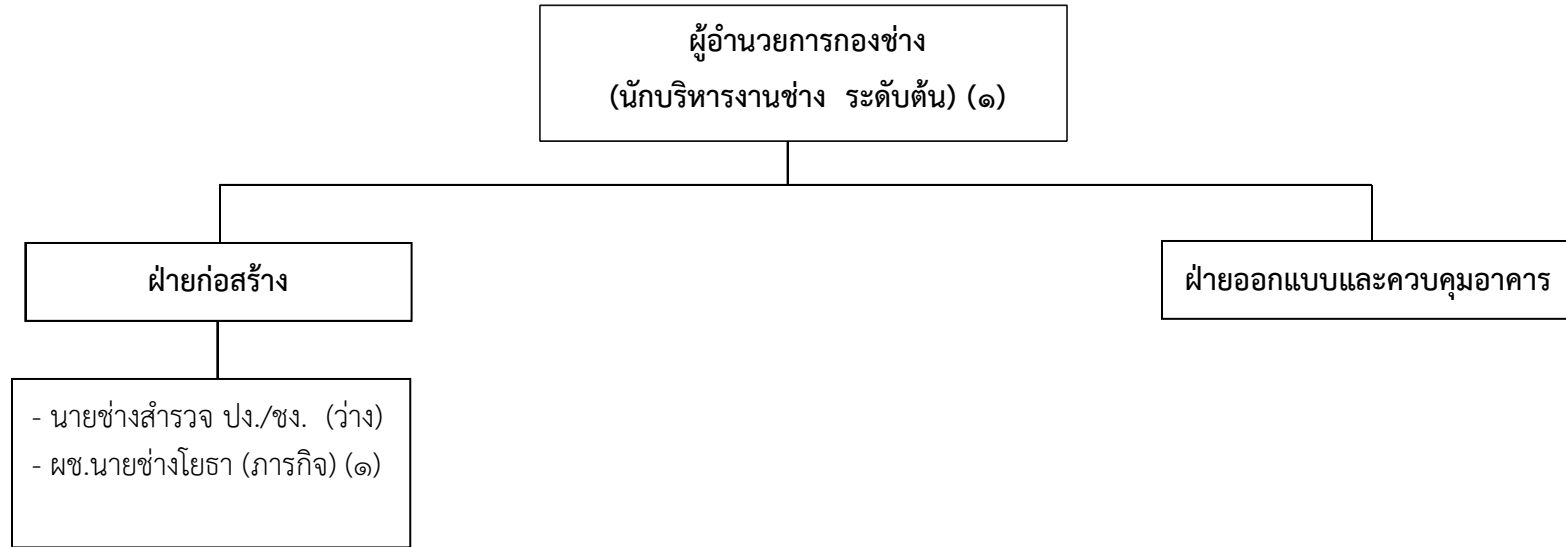 ผู้อำนวยการกองช่าง
(นักบริหารงานช่าง ระดับต้น) (๑)
ฝ่ายก่อสร้าง
ฝ่ายออกแบบและควบคุมอาคาร
- นายช่างสำรวจ ปง./ชง. (ว่าง)
- ผช.นายช่างโยธา (ภารกิจ) (๑)